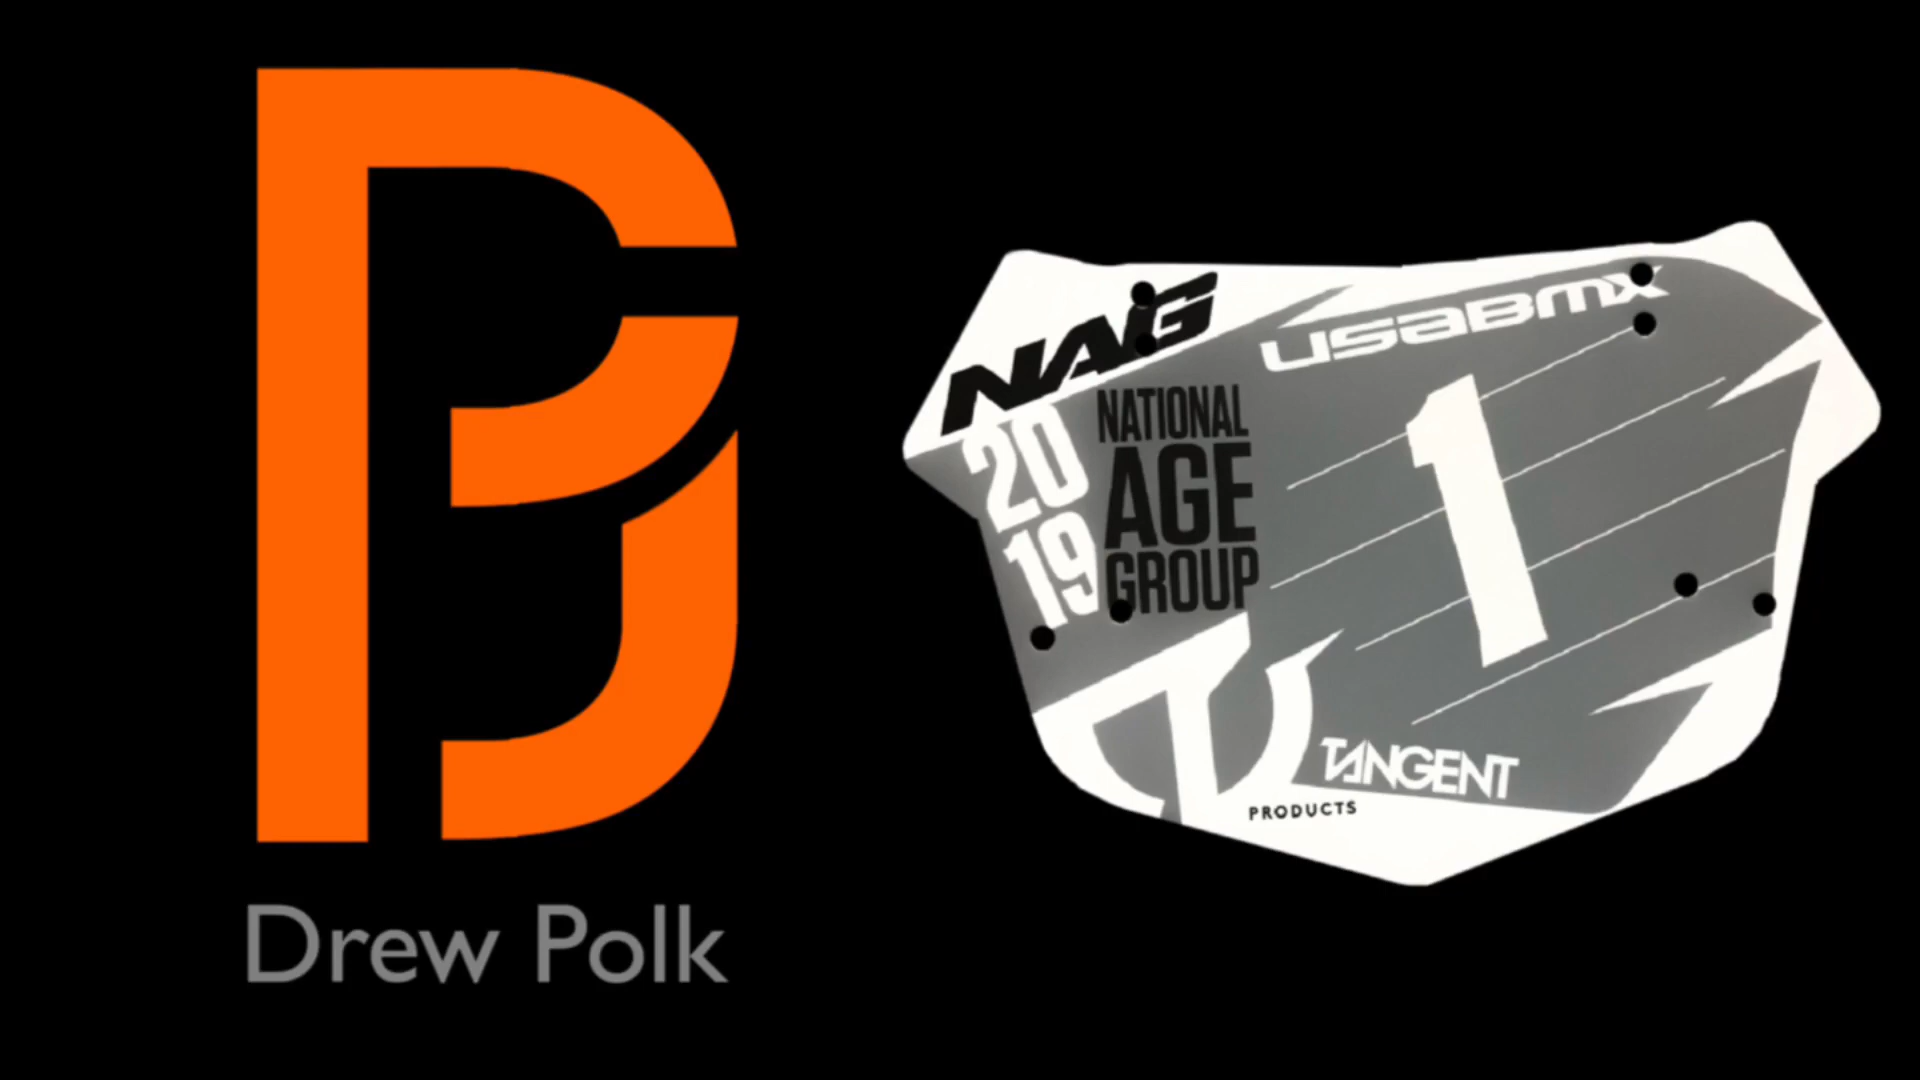 Drew Polk
NAG
USABMX
20
19
NATIONAL
AGE
GROUP
1
TANGENT
PRODUCTS